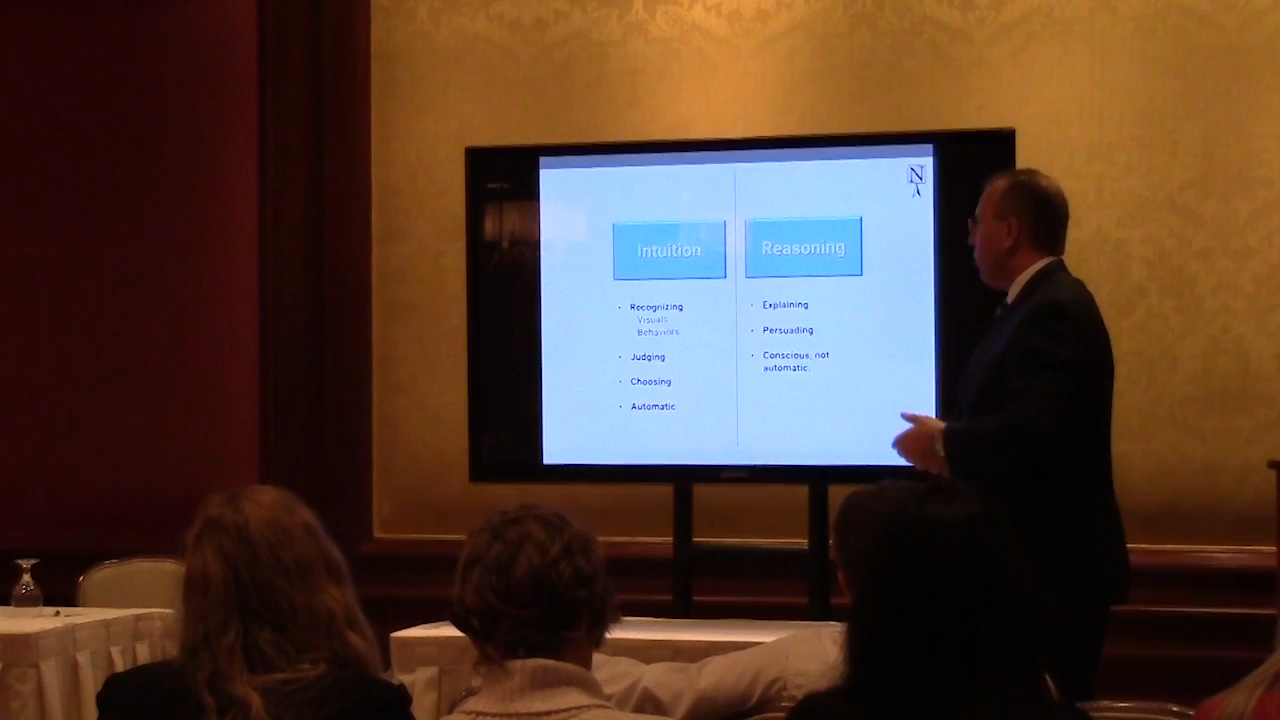 N
Intuition
Reasoning
• Recognizing
Visuals
Behaviors
• Judging
• Choosing
• Automatic
• Explaining
• Persuading
• Conscious, not
automatic.